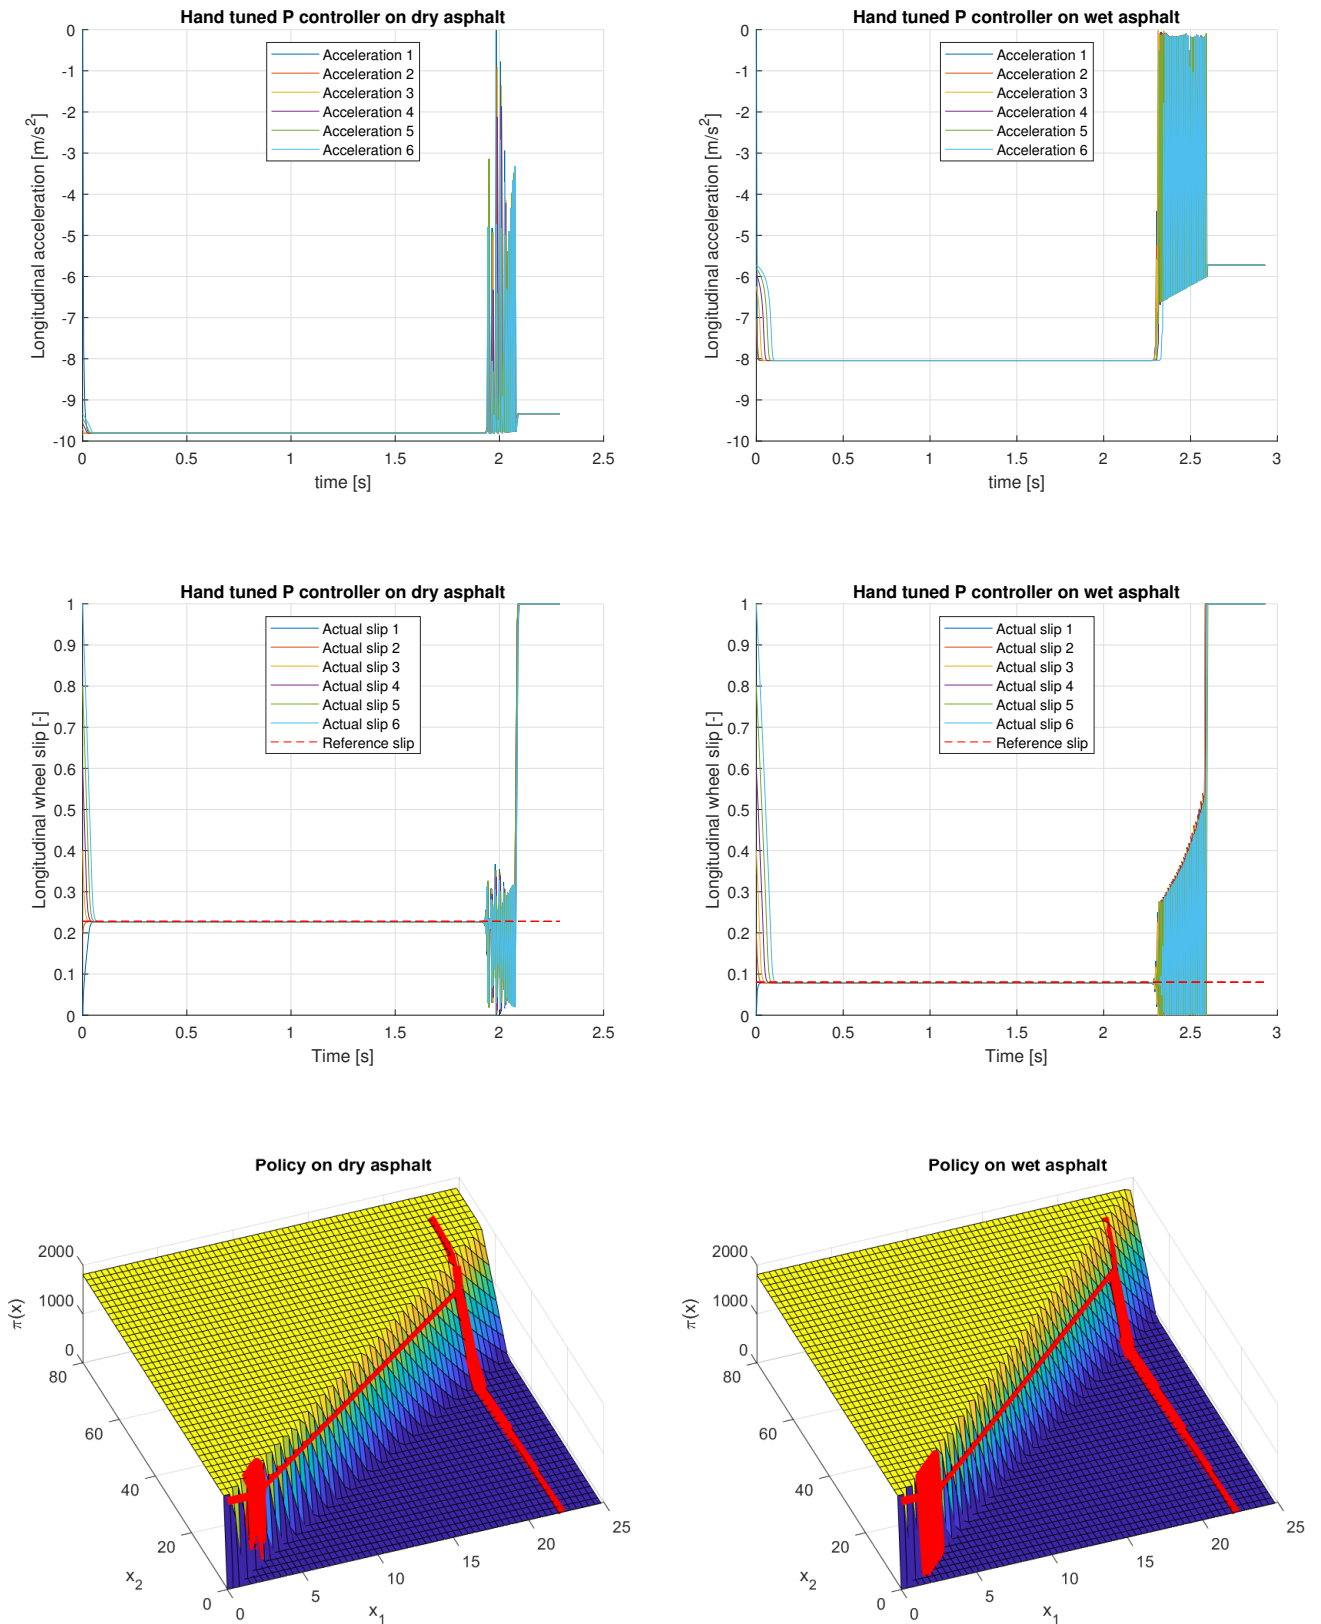 Hand tuned P controller on dry asphalt
0
-1
-2
-3
-4
-5
-6
-7
-8
-9
-10
Longitudinal acceleration [m/s²]
Acceleration 1
Acceleration 2
Acceleration 3
Acceleration 4
Acceleration 5
Acceleration 6
0 0.5 1 1.5 2 2.5
time [s]
Hand tuned P controller on wet asphalt
0
-1
-2
-3
-4
-5
-6
-7
-8
-9
-10
Longitudinal acceleration [m/s²]
Acceleration 1
Acceleration 2
Acceleration 3
Acceleration 4
Acceleration 5
Acceleration 6
0 0.5 1 1.5 2 2.5 3
time [s]
Hand tuned P controller on dry asphalt
1
0.9
0.8
0.7
0.6
0.5
0.4
0.3
0.2
0.1
0
Longitudinal wheel slip [-]
Actual slip 1
Actual slip 2
Actual slip 3
Actual slip 4
Actual slip 5
Actual slip 6
Reference slip
0 0.5 1 1.5 2 2.5
Time [s]
Hand tuned P controller on wet asphalt
1
0.9
0.8
0.7
0.6
0.5
0.4
0.3
0.2
0.1
0
Longitudinal wheel slip [-]
Actual slip 1
Actual slip 2
Actual slip 3
Actual slip 4
Actual slip 5
Actual slip 6
Reference slip
0 0.5 1 1.5 2 2.5 3
Time [s]
Policy on dry asphalt
2000
1000
0
π(x)
80
60
40
20
0
x₂
0
5
10
15
20
25
x₁
Policy on wet asphalt
2000
1000
0
π(x)
80
60
40
20
0
x₂
0
5
10
15
20
25
x₁